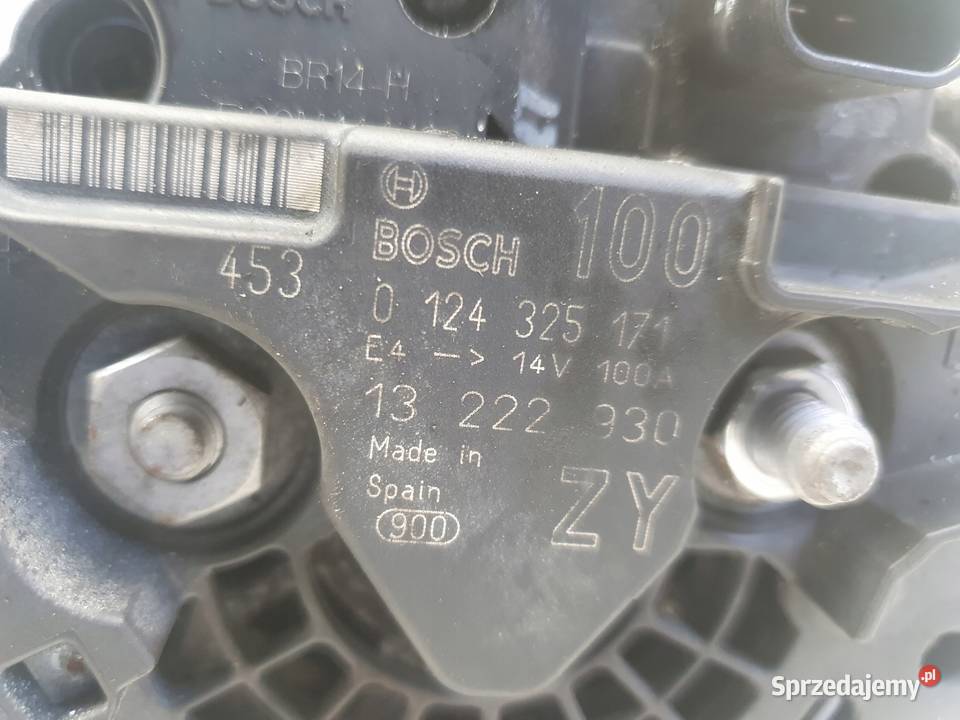 BOSCH
BR14-H
BOSCH 100
453
0 124 325 171
E4 —> 14V 100A
13 222 930
Made in
Spain
900
ZY
Sprzedajemy.pl